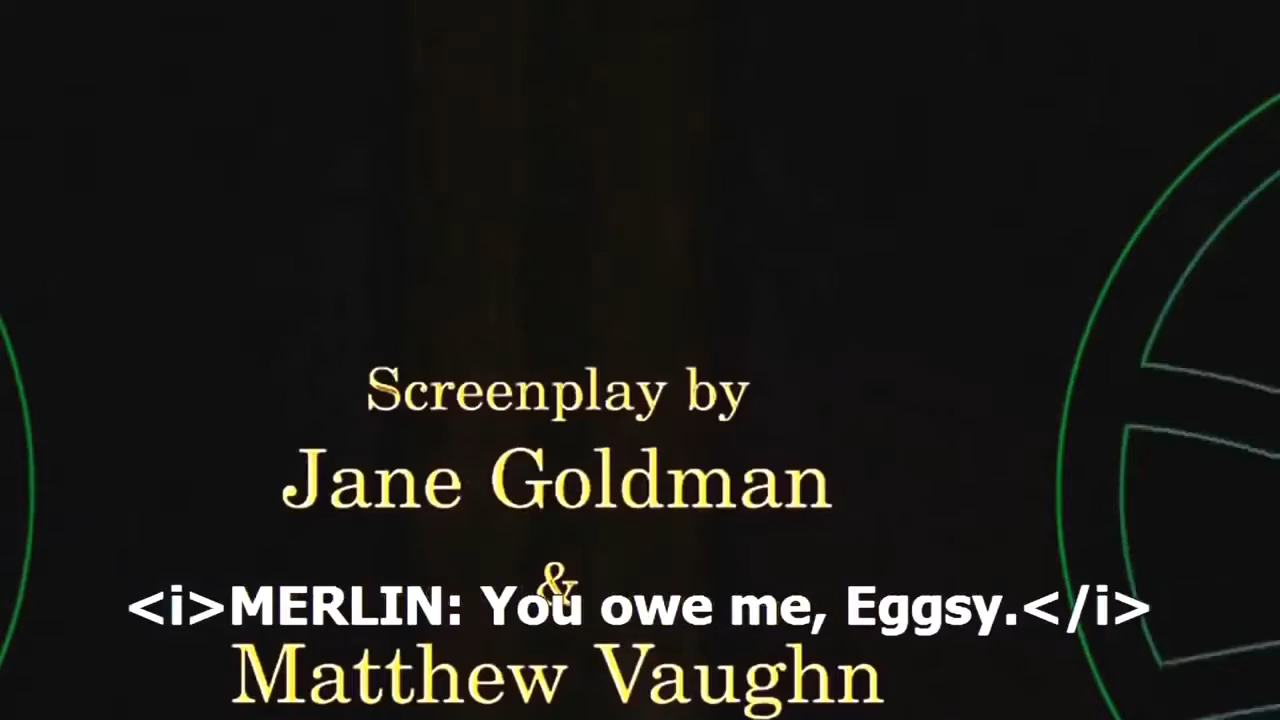 Screenplay by
Jane Goldman
&
<i>MERLIN: You owe me, Eggsy.</i>
Matthew Vaughn